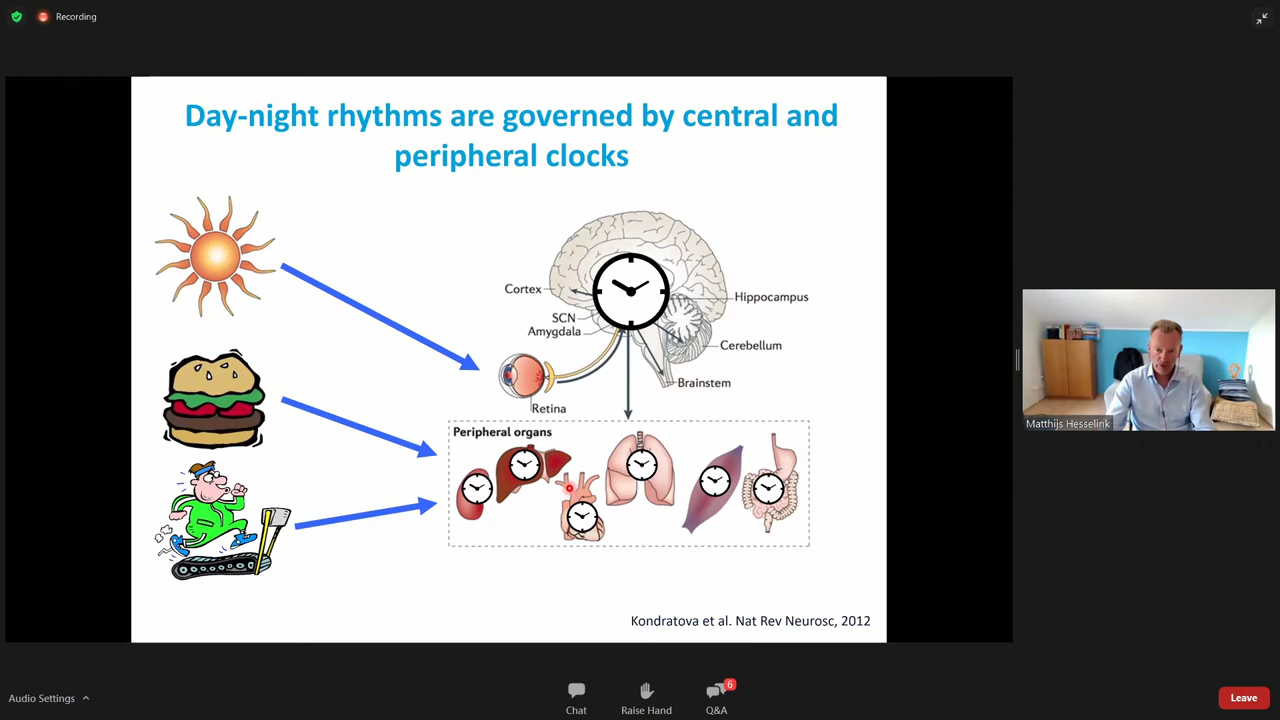 Recording
Day-night rhythms are governed by central and
peripheral clocks
Cortex
SCN
Amygdala
Hippocampus
Cerebellum
Brainstem
Retina
Peripheral organs
Kondratova et al. Nat Rev Neurosc, 2012
Matthijs Hesselink
Audio Settings
Chat
Raise Hand
6
Q&A
Leave